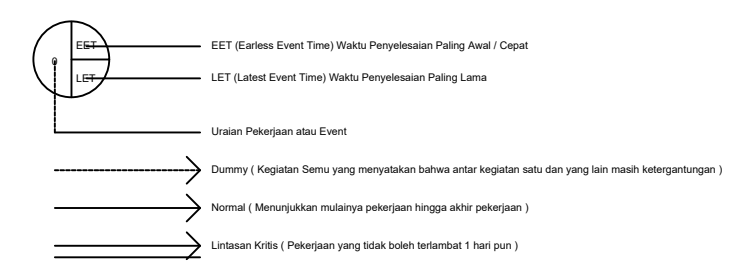 EET
0
LET
EET (Earless Event Time) Waktu Penyelesaian Paling Awal / Cepat
LET (Latest Event Time) Waktu Penyelesaian Paling Lama
Uraian Pekerjaan atau Event
Dummy ( Kegiatan Semu yang menyatakan bahwa antar kegiatan satu dan yang lain masih ketergantungan )
Normal ( Menunjukkan mulainya pekerjaan hingga akhir pekerjaan )
Lintasan Kritis ( Pekerjaan yang tidak boleh terlambat 1 hari pun )